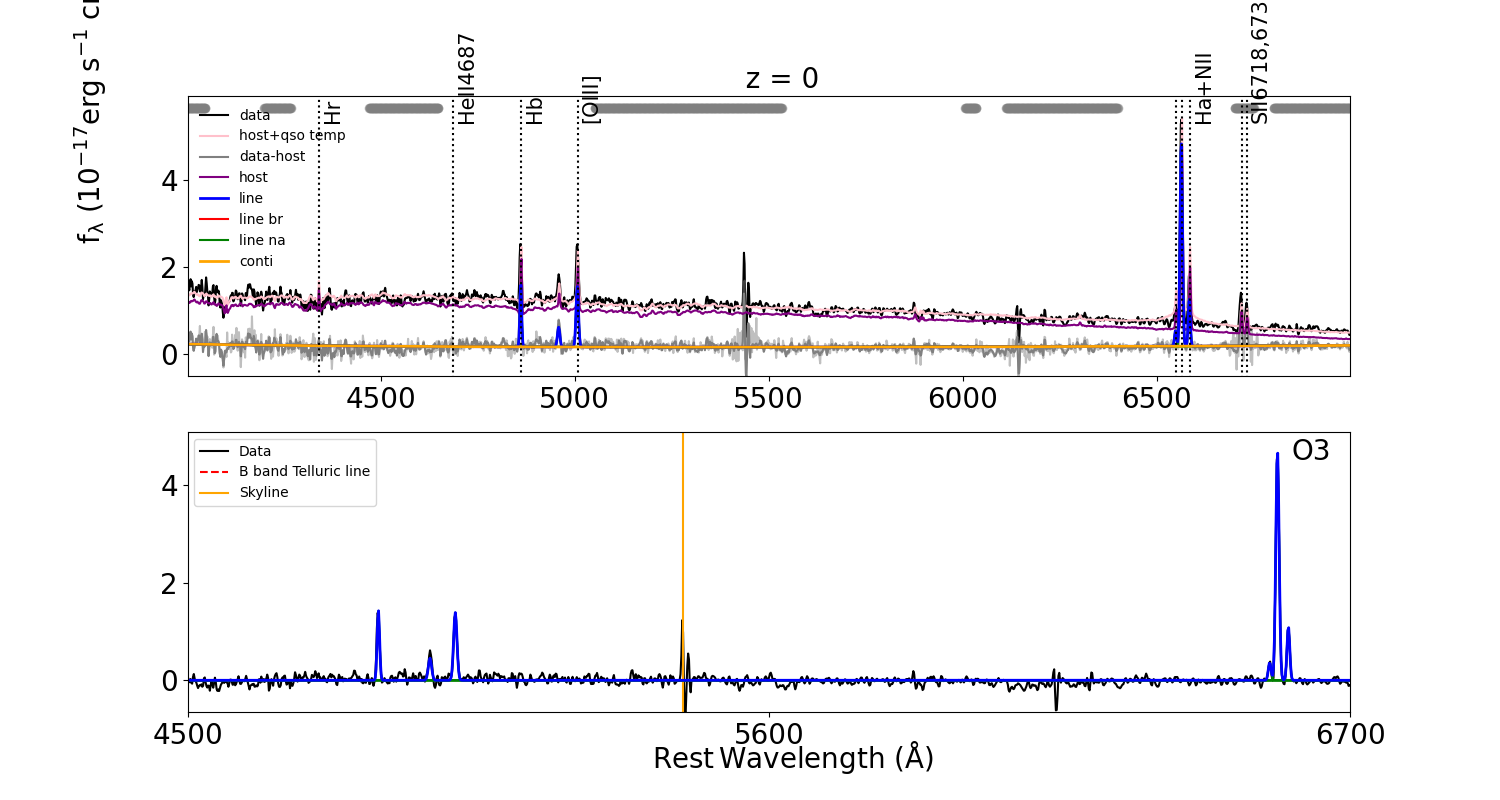 f_λ (10^−17 erg s^−1 c
z = 0
Hr
HeII4687
Hb
[OIII]
Ha+NII
SII6718,673
data
host+qso temp
data-host
host
line
line br
line na
conti
4
2
0
4500 5000 5500 6000 6500
Data
B band Telluric line
Skyline
O3
4
2
0
4500 5600 6700
Rest Wavelength (Å)